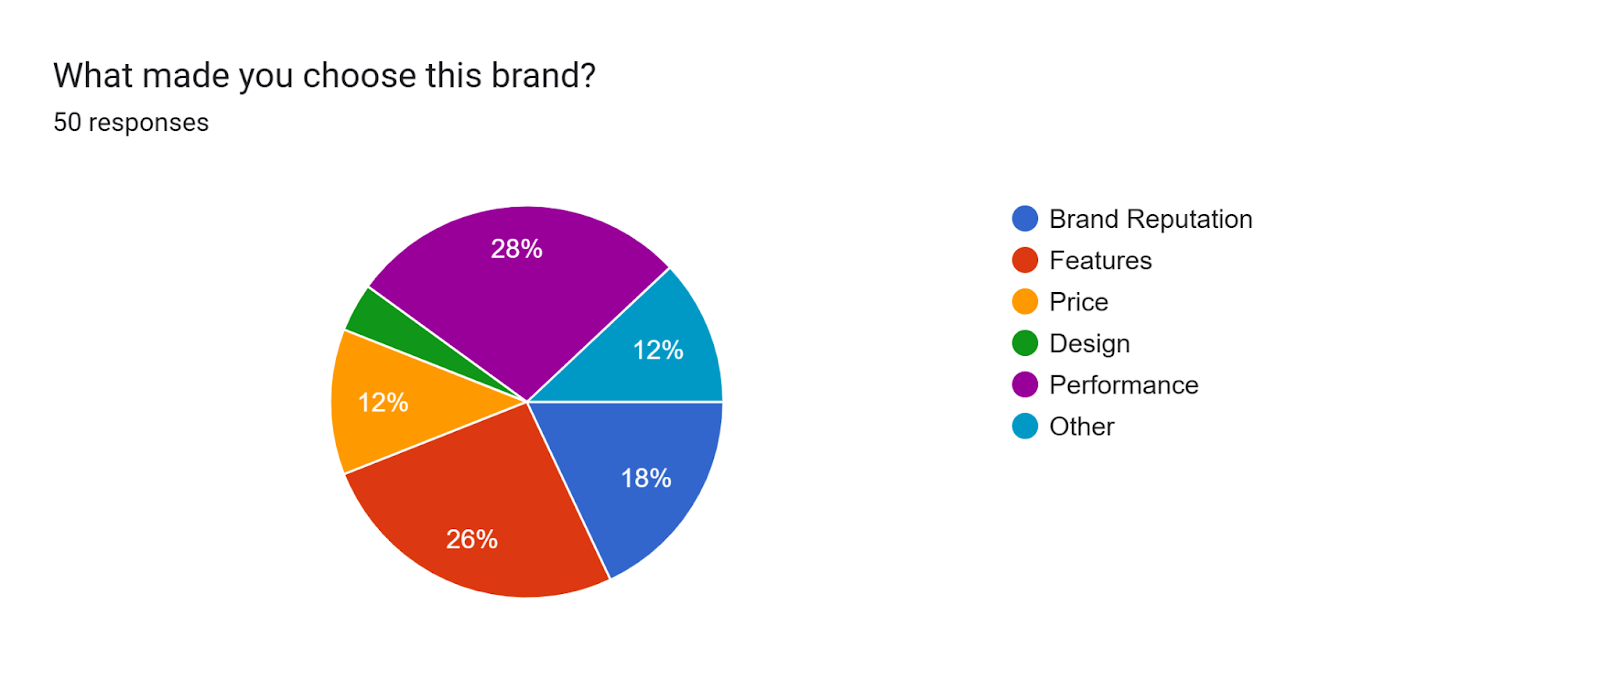 What made you choose this brand?
50 responses
28%
12%
12%
18%
26%
Brand Reputation
Features
Price
Design
Performance
Other